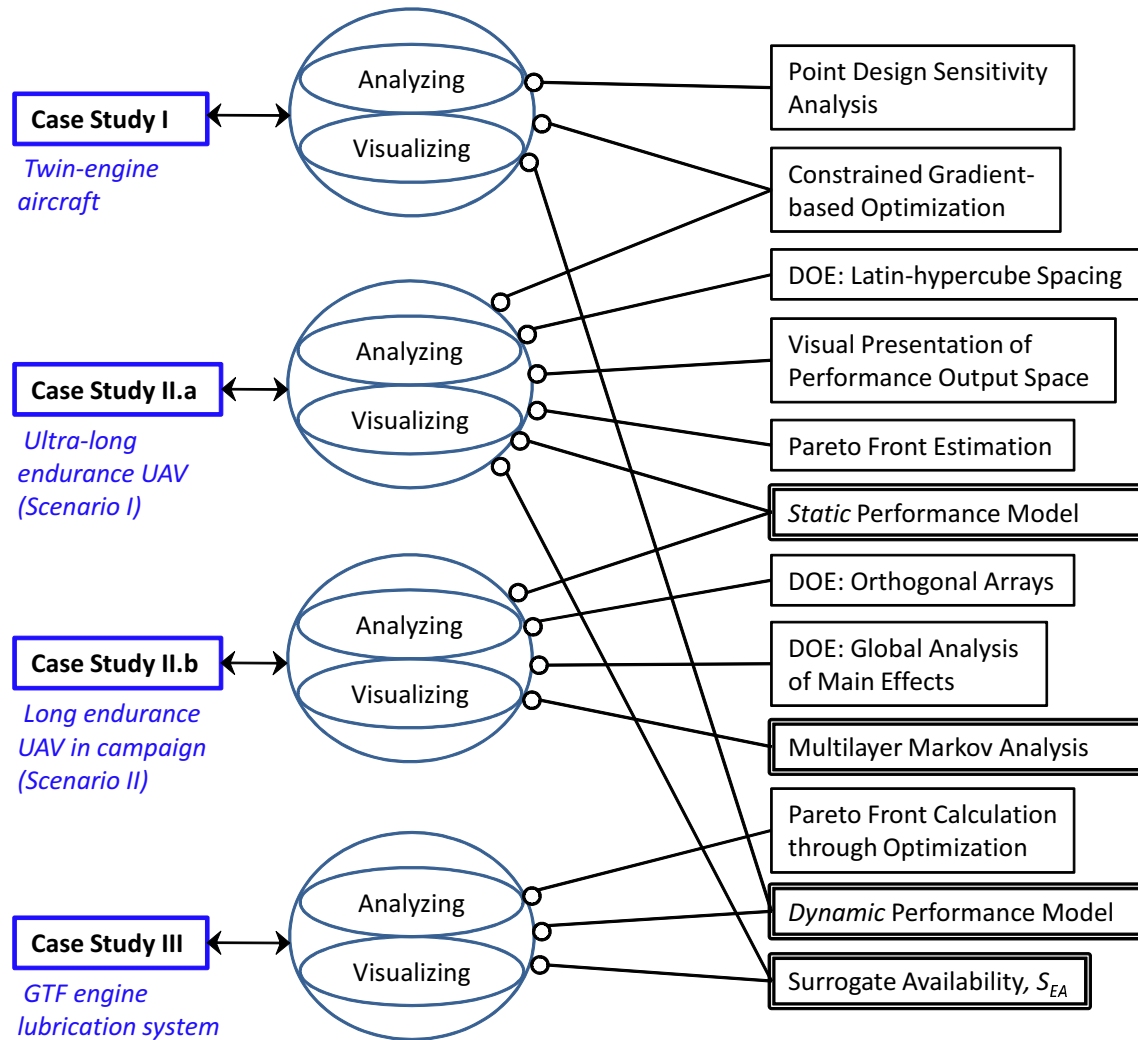 Case Study I
Twin-engine
aircraft
Analyzing
Visualizing
Point Design Sensitivity
Analysis
Constrained Gradient-
based Optimization
DOE: Latin-hypercube Spacing
Case Study II.a
Ultra-long
endurance UAV
(Scenario I)
Analyzing
Visualizing
Visual Presentation of
Performance Output Space
Pareto Front Estimation
Static Performance Model
Case Study II.b
Long endurance
UAV in campaign
(Scenario II)
Analyzing
Visualizing
DOE: Orthogonal Arrays
DOE: Global Analysis
of Main Effects
Multilayer Markov Analysis
Case Study III
GTF engine
lubrication system
Analyzing
Visualizing
Pareto Front Calculation
through Optimization
Dynamic Performance Model
Surrogate Availability, S_EA